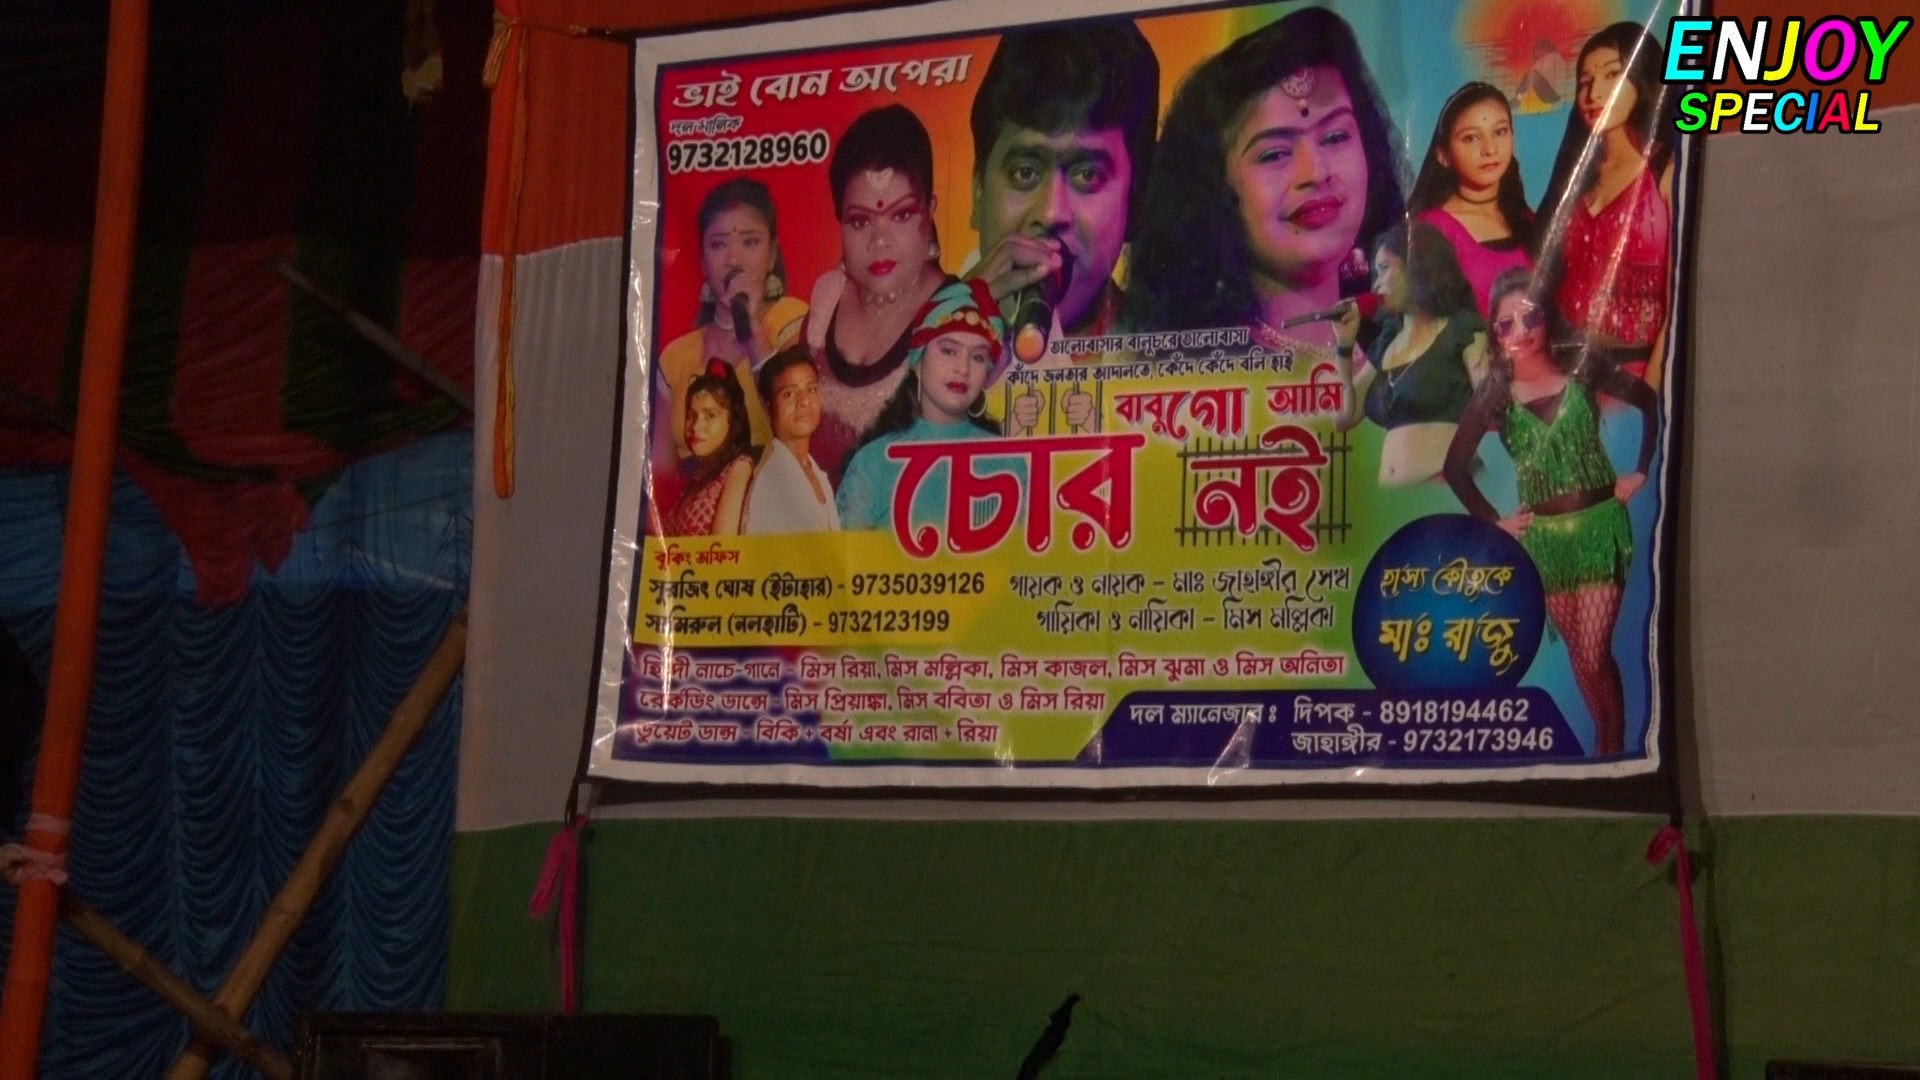 ENJOY
SPECIAL
ভাই বোন অপেরা
দল মালিক
9732128960
ভালোবাসার বালুচরে ভালোবাসা
কাঁদে জনতার আদালতে, কেঁদে কেঁদে বলি হাই
বাবুগো আমি
চোর নই
বুকিং অফিস
সুরজিৎ ঘোষ (ইটাহার) - 9735039126
সামিরুল (নলহাটি) - 9732123199
গায়ক ও নায়ক - মাঃ জাহাঙ্গীর সেখ
গায়িকা ও নায়িকা - মিস মল্লিকা
হাস্য কৌতুকে
মাঃ রাজু
হিন্দী নাচে-গানে - মিস রিয়া, মিস মল্লিকা, মিস কাজল, মিস ঝুমা ও মিস অনিতা
রেকর্ডিং ডান্সে - মিস প্রিয়াঙ্কা, মিস ববিতা ও মিস রিয়া
ডুয়েট ডান্স - বিকি + বর্ষা এবং রানা + রিয়া
দল ম্যানেজার ঃ দিপক - 8918194462
জাহাঙ্গীর - 9732173946